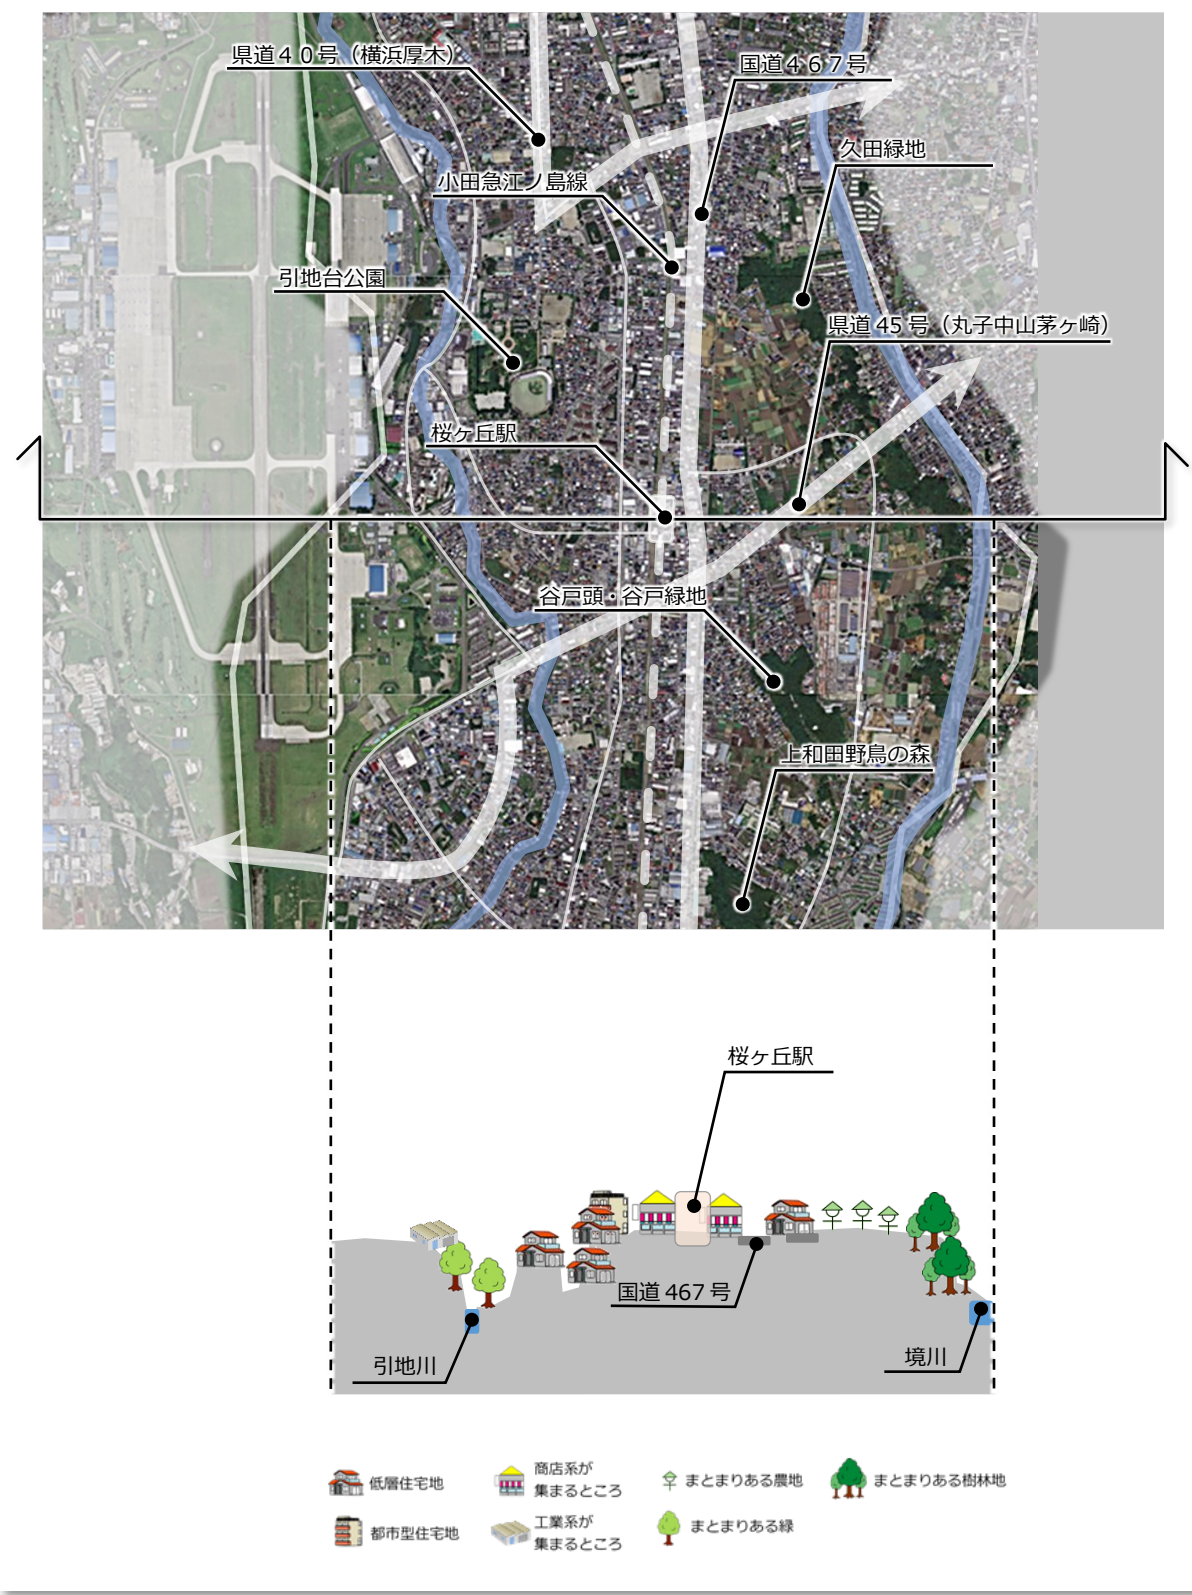 県道４０号（横浜厚木）
国道４６７号
久田緑地
小田急江ノ島線
引地台公園
県道 45 号（丸子中山茅ヶ崎）
桜ヶ丘駅
谷戸頭・谷戸緑地
上和田野鳥の森
桜ヶ丘駅
国道 467 号
引地川
境川
低層住宅地
商店系が
集まるところ
まとまりある農地
まとまりある樹林地
都市型住宅地
工業系が
集まるところ
まとまりある緑